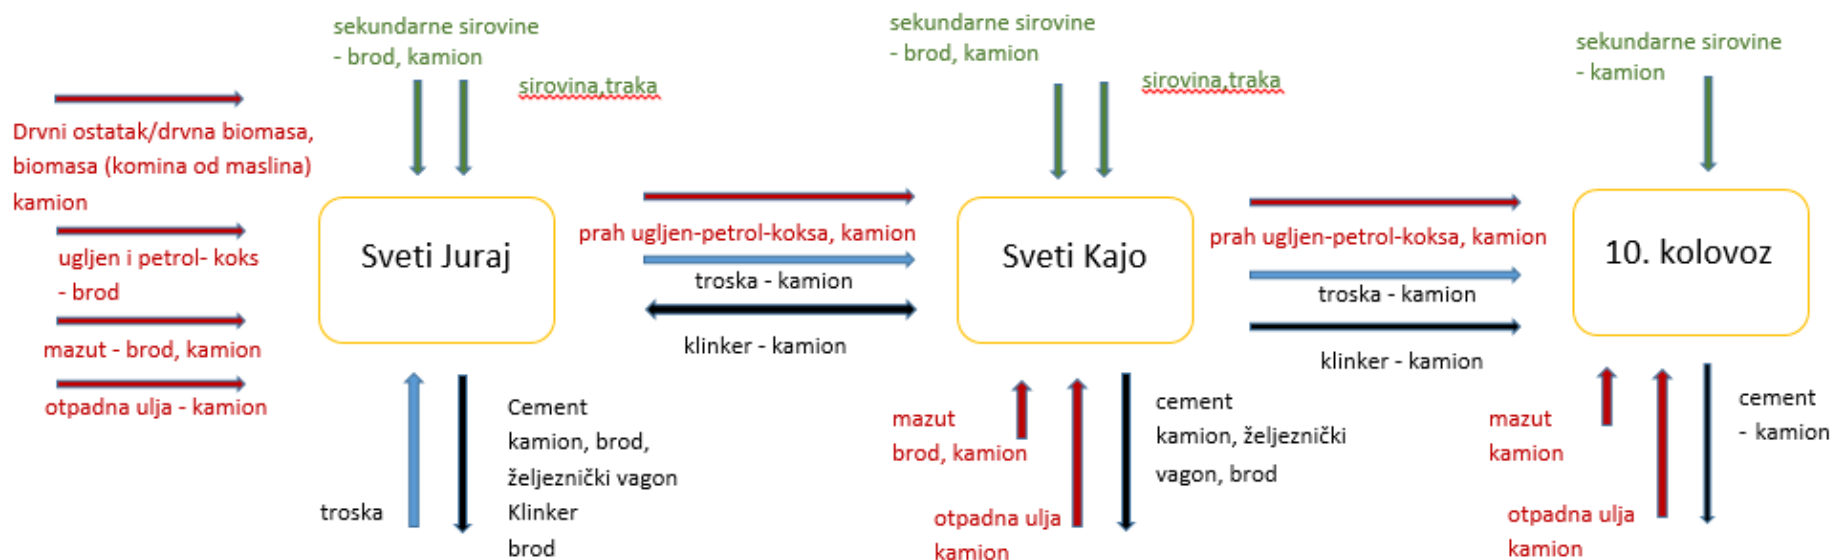 sekundarne sirovine
- brod, kamion
sirovina,traka
sekundarne sirovine
- brod, kamion
sirovina,traka
sekundarne sirovine
- kamion
Drvni ostatak/drvna biomasa,
biomasa (komina od maslina)
kamion
ugljen i petrol- koks
- brod
mazut - brod, kamion
otpadna ulja - kamion
Sveti Juraj
prah ugljen-petrol-koksa, kamion
troska - kamion
klinker - kamion
Sveti Kajo
prah ugljen-petrol-koksa, kamion
troska - kamion
klinker - kamion
10. kolovoz
troska
Cement
kamion, brod,
željeznički vagon
Klinker
brod
mazut
brod, kamion
otpadna ulja
kamion
cement
kamion, željeznički
vagon, brod
mazut
kamion
otpadna ulja
kamion
cement
- kamion